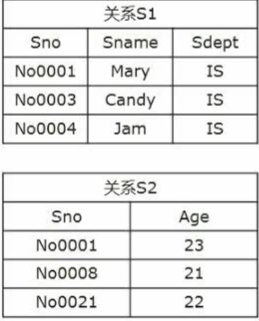 关系S1
Sno Sname Sdept
No0001 Mary IS
No0003 Candy IS
No0004 Jam IS
关系S2
Sno Age
No0001 23
No0008 21
No0021 22